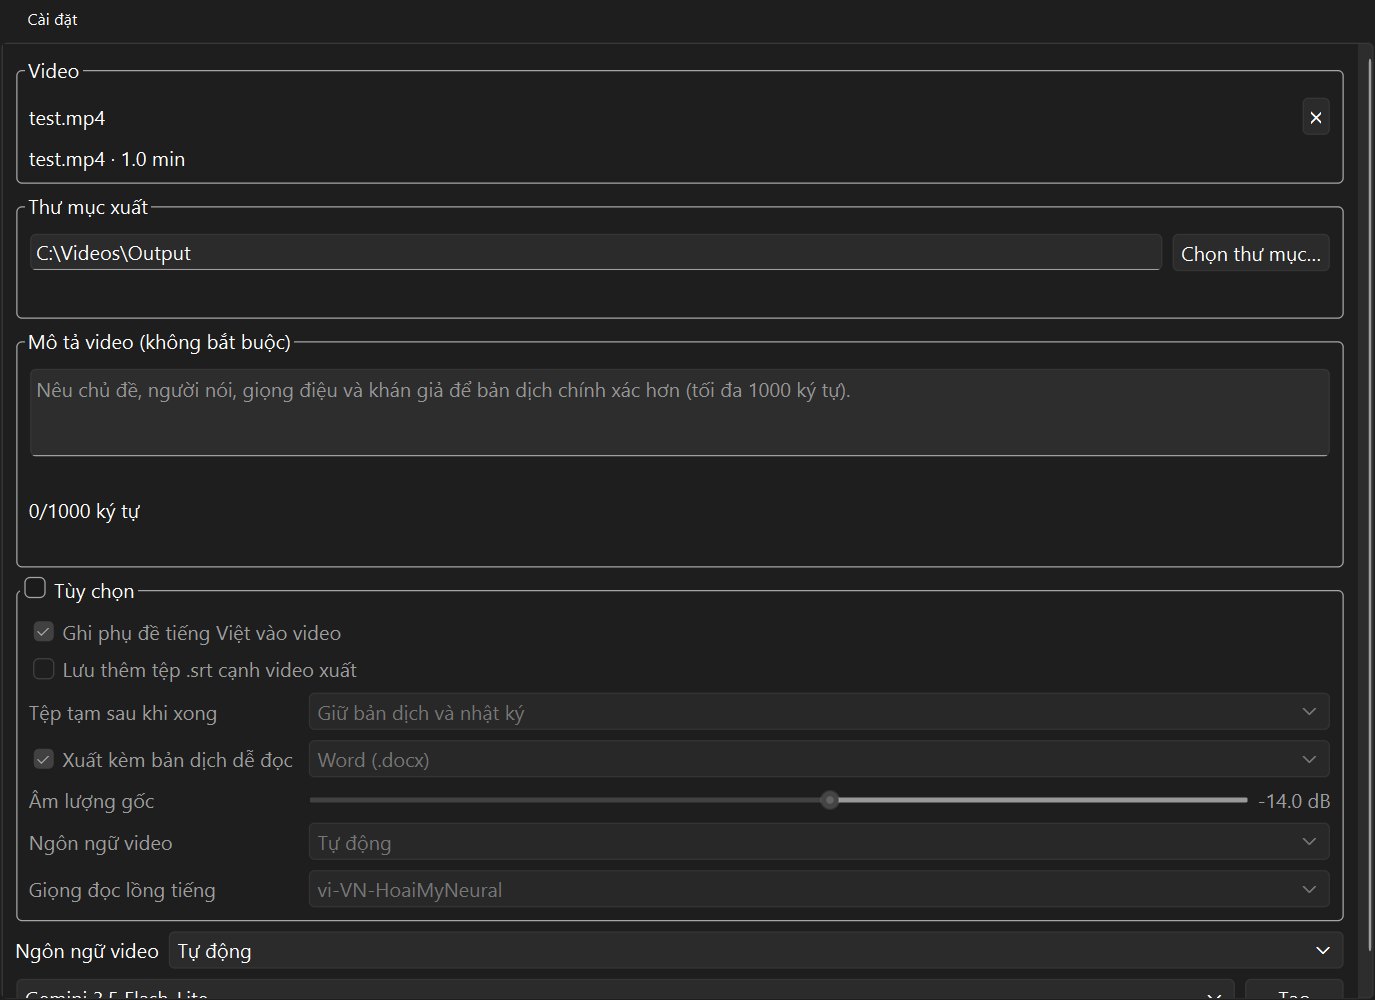 Cài đặt
Video
test.mp4
×
test.mp4 · 1.0 min
Thư mục xuất
C:\Videos\Output
Chọn thư mục...
Mô tả video (không bắt buộc)
Nêu chủ đề, người nói, giọng điệu và khán giả để bản dịch chính xác hơn (tối đa 1000 ký tự).
0/1000 ký tự
Tùy chọn
Ghi phụ đề tiếng Việt vào video
Lưu thêm tệp .srt cạnh video xuất
Tệp tạm sau khi xong Giữ bản dịch và nhật ký
Xuất kèm bản dịch dễ đọc Word (.docx)
Âm lượng gốc -14.0 dB
Ngôn ngữ video Tự động
Giọng đọc lồng tiếng vi-VN-HoaiMyNeural
Ngôn ngữ video Tự động
Flash-Lite